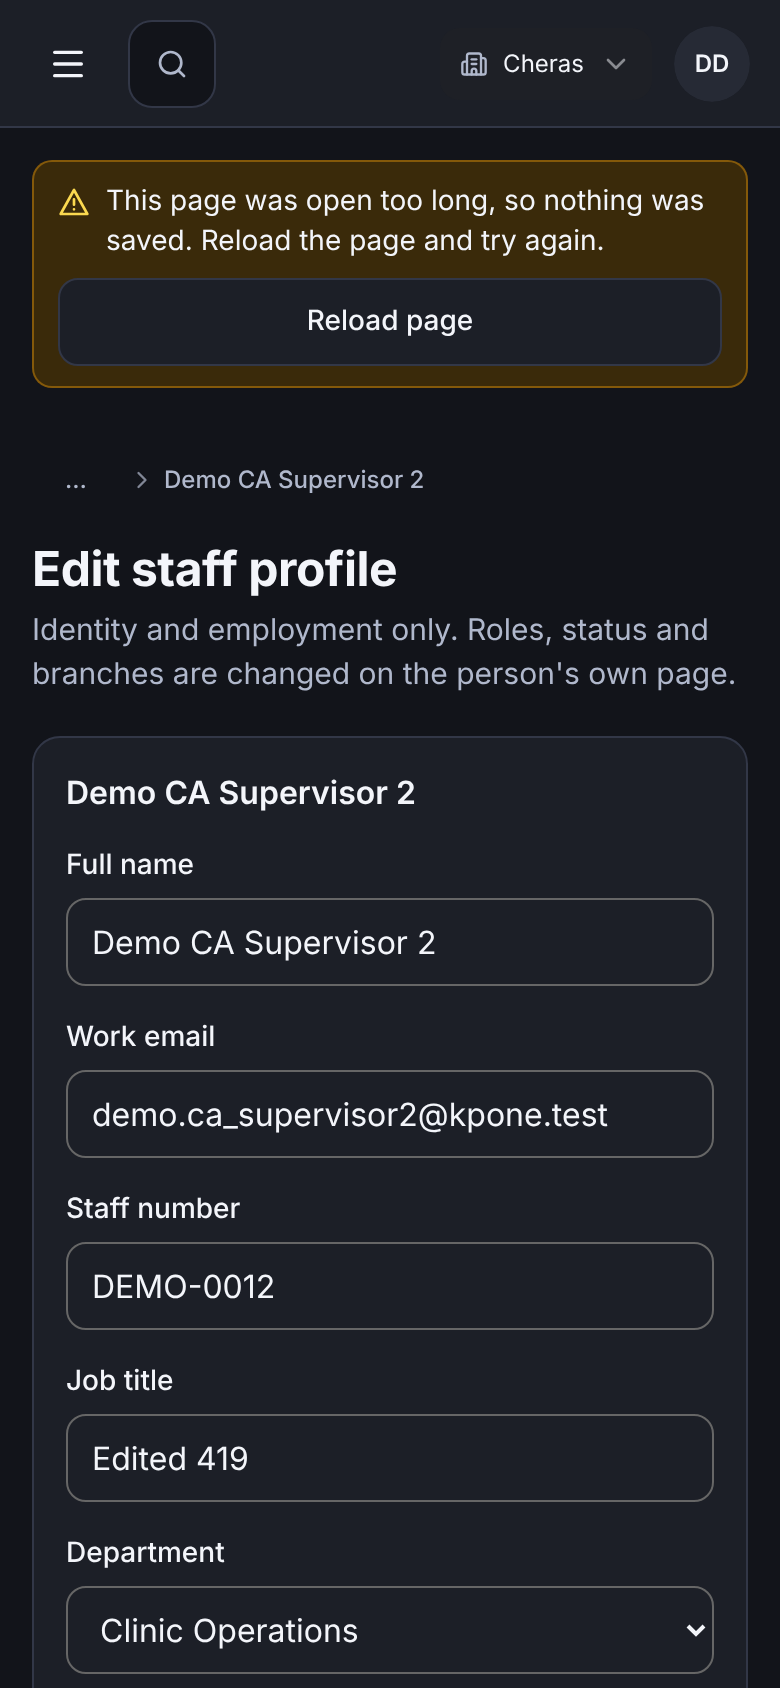 Cheras
DD
This page was open too long, so nothing was
saved. Reload the page and try again.
Reload page
... Demo CA Supervisor 2
Edit staff profile
Identity and employment only. Roles, status and
branches are changed on the person's own page.
Demo CA Supervisor 2
Full name
Demo CA Supervisor 2
Work email
demo.ca_supervisor2@kpone.test
Staff number
DEMO-0012
Job title
Edited 419
Department
Clinic Operations